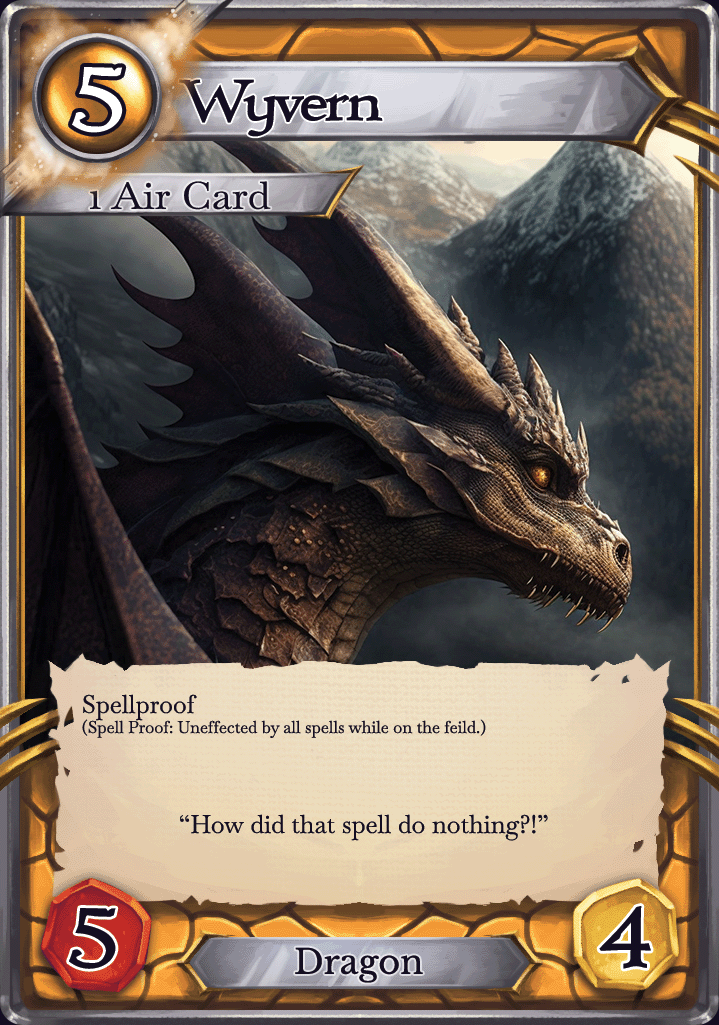 5
Wyvern
1 Air Card
Spellproof
(Spell Proof: Uneffected by all spells while on the feild.)
“How did that spell do nothing?!”
5
Dragon
4